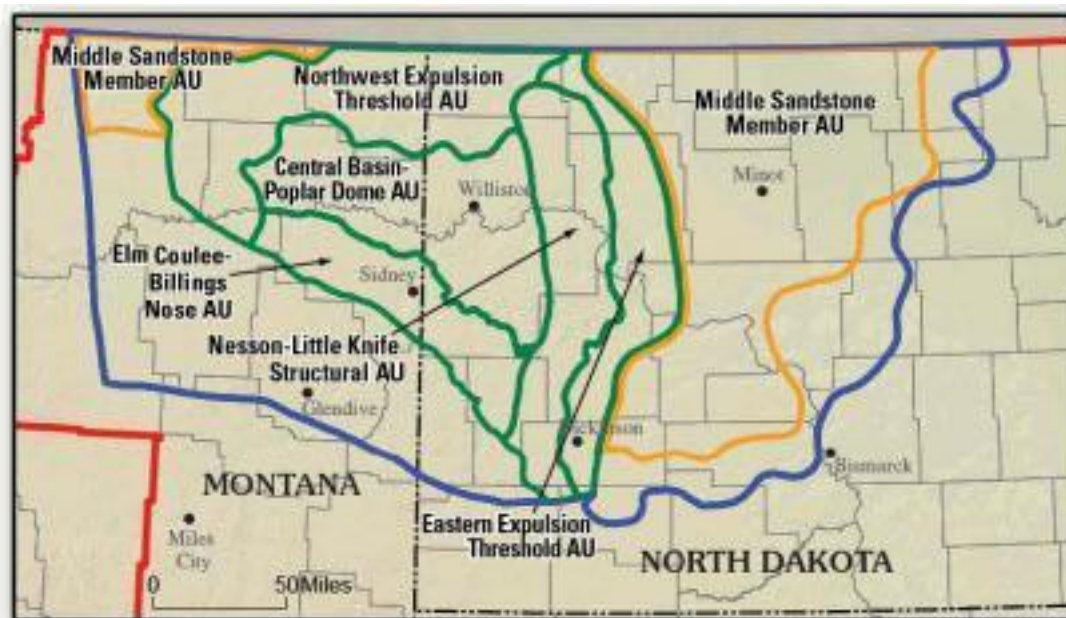 Middle Sandstone
Member AU
Northwest Expulsion
Threshold AU
Middle Sandstone
Member AU
Central Basin-
Poplar Dome AU
Williston
Minot
Elm Coulee-
Billings
Nose AU
Sidney
Nesson-Little Knife
Structural AU
Glendive
Dickinson
Bismarck
MONTANA
Eastern Expulsion
Threshold AU
NORTH DAKOTA
Miles
City
0
50Miles